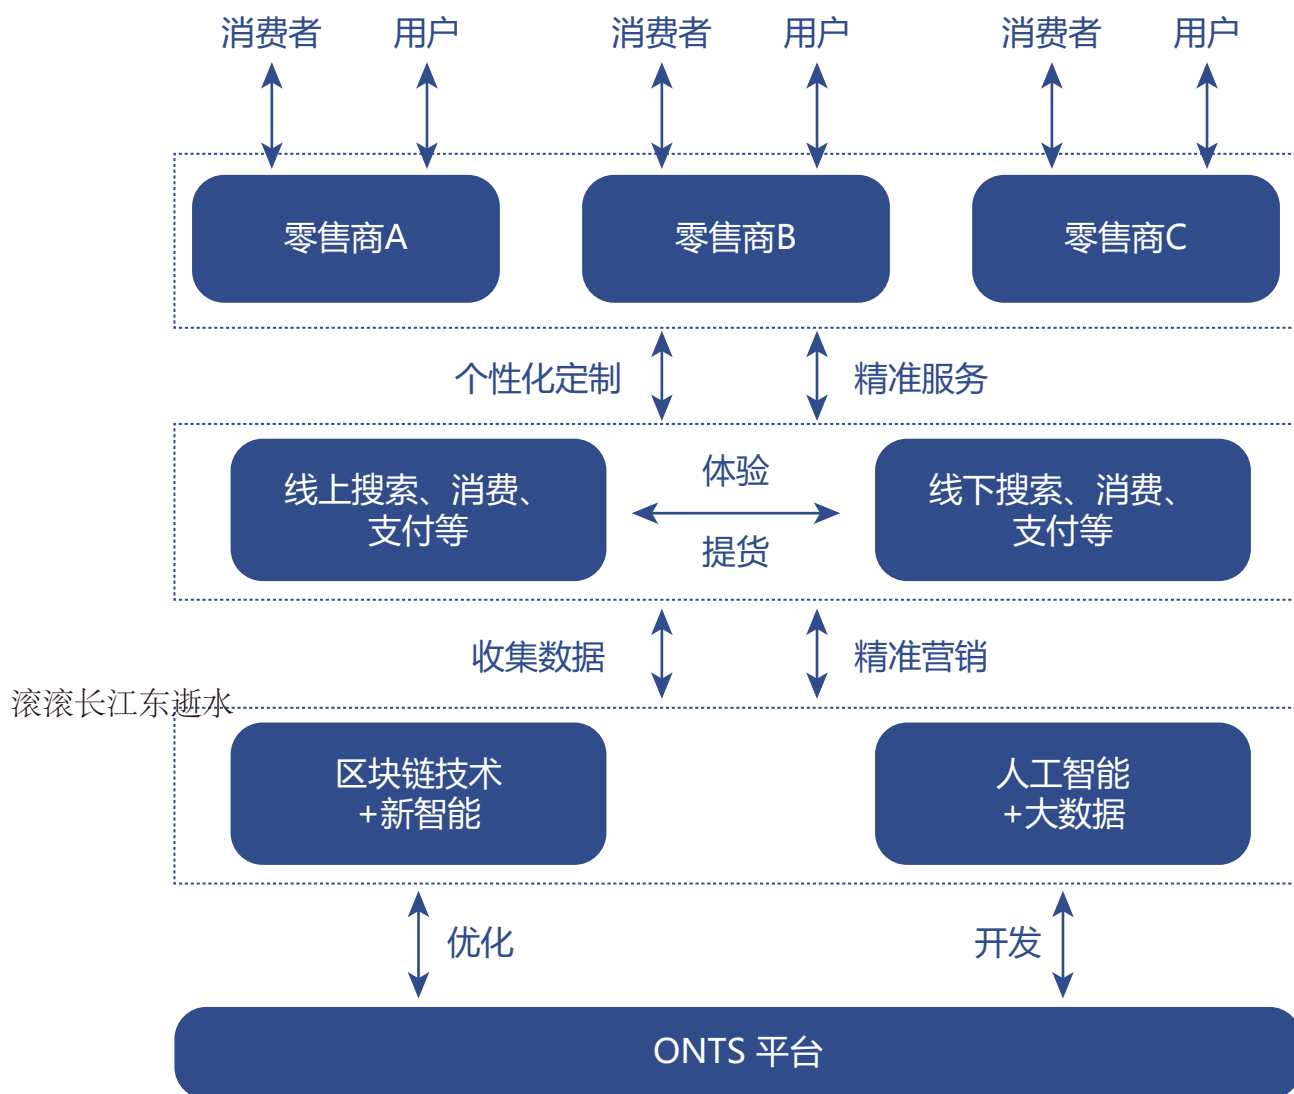 消费者 用户 消费者 用户 消费者 用户
零售商A 零售商B 零售商C
个性化定制 精准服务
线上搜索、消费、
支付等
体验
提货
线下搜索、消费、
支付等
收集数据 精准营销
滚滚长江东逝水
区块链技术
+新智能
人工智能
+大数据
优化 开发
ONTS 平台